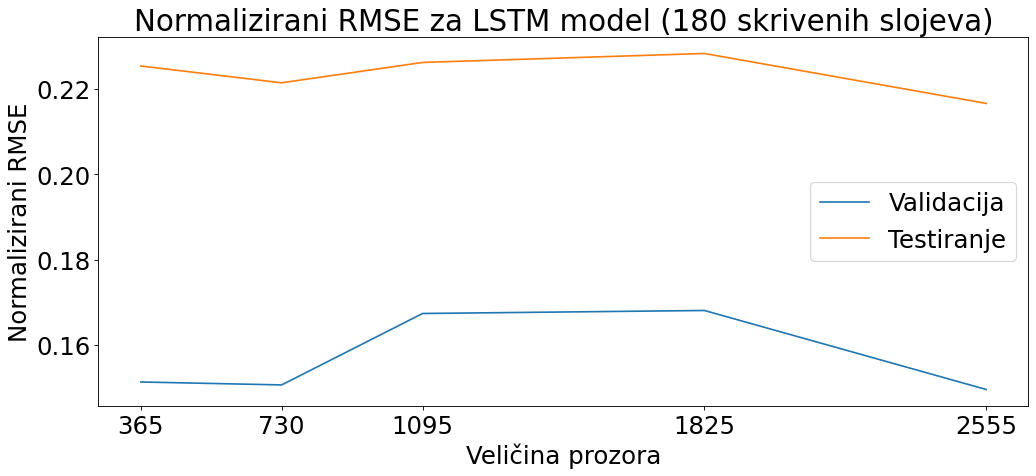 Normalizirani RMSE za LSTM model (180 skrivenih slojeva)
Normalizirani RMSE
0.22
0.20
0.18
0.16
Validacija
Testiranje
365 730 1095 1825 2555
Veličina prozora